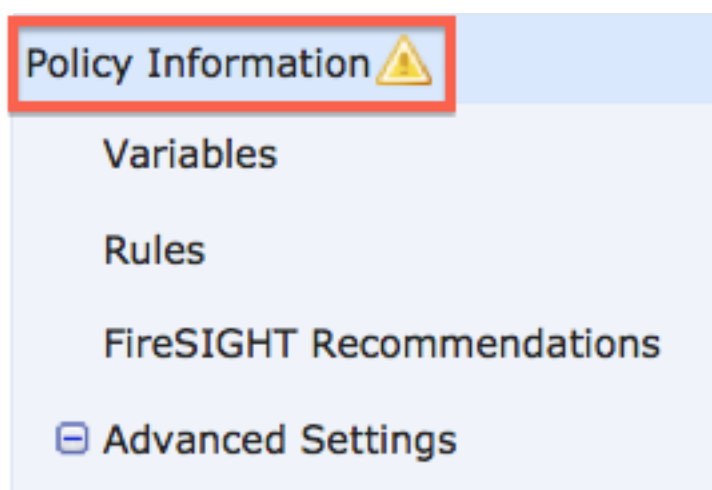 Policy Information
Variables
Rules
FireSIGHT Recommendations
Advanced Settings